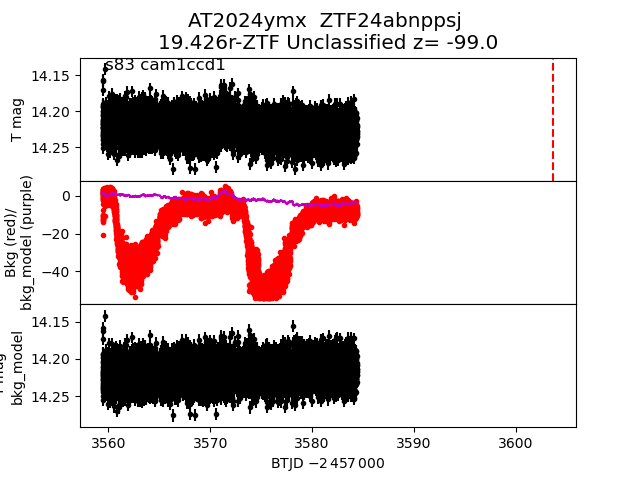 AT2024ymx  ZTF24abnppsj
19.426r-ZTF Unclassified z= -99.0
s83 cam1ccd1
14.15
14.20
14.25
T mag
0
−20
−40
Bkg (red)/
bkg_model (purple)
14.15
14.20
14.25
mag
bkg_model
3560
3570
3580
3590
3600
BTJD −2 457 000